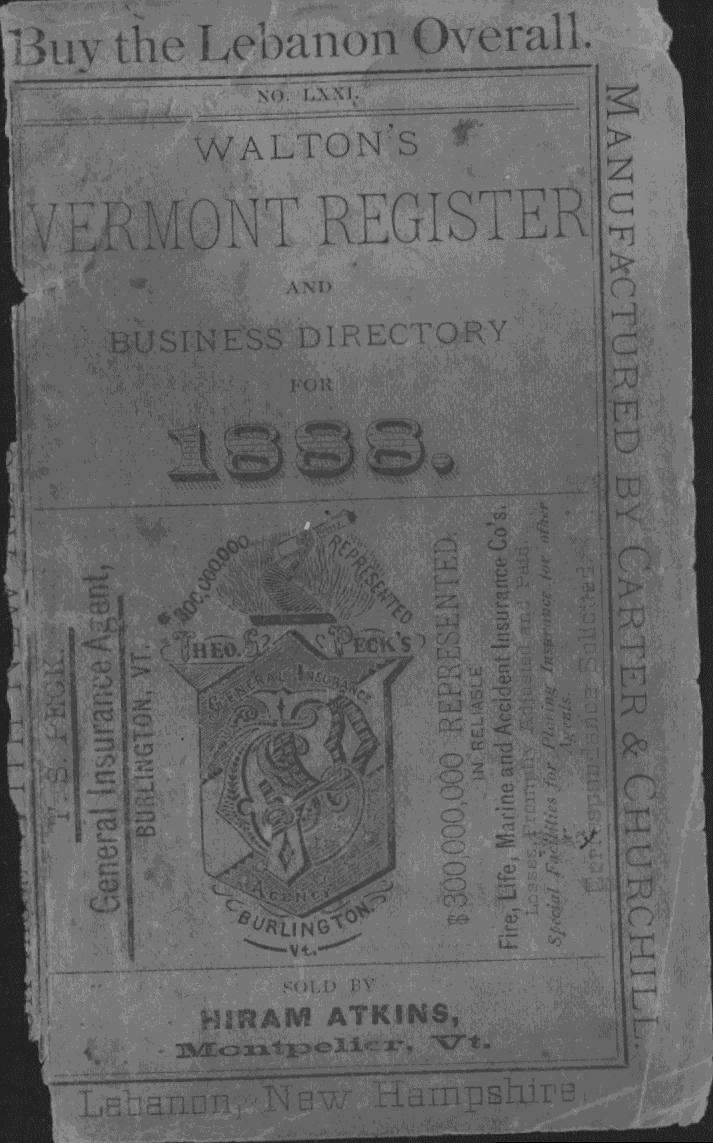 Buy the Lebanon Overall.
MANUFACTURED BY CARTER & CHURCHILL.
Lebanon, New Hampshire
NO. LXXI.
WALTON'S
VERMONT REGISTER
AND
BUSINESS DIRECTORY
FOR
1888.
T. S. PECK.
General Insurance Agent,
BURLINGTON, VT.
$300,000,000 REPRESENTED
THEO. S. PECK'S
GENERAL INSURANCE
AGENCY
BURLINGTON,
Vt.
$300,000,000 REPRESENTED.
IN RELIABLE
Fire, Life, Marine and Accident Insurance Co's.
Losses Promptly Adjusted and Paid.
Special Facilities for Placing Insurance for other
Agents.
Correspondence Solicited.
SOLD BY
HIRAM ATKINS,
Montpelier, Vt.